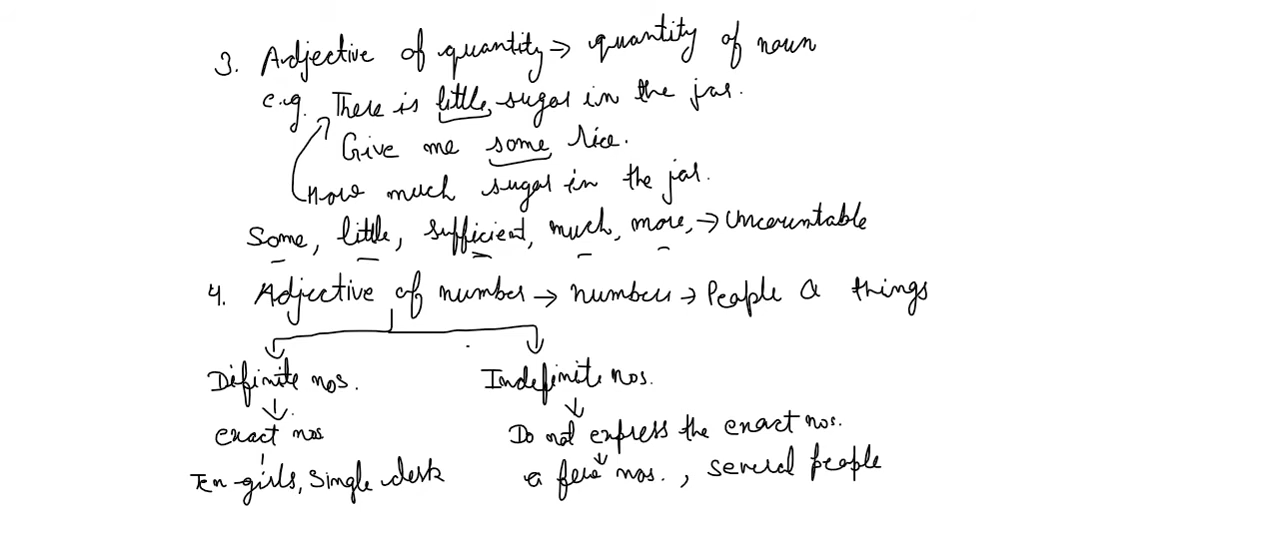 3. Adjective of quantity → quantity of noun
e.g. There is little sugar in the jar.
Give me some rice.
How much sugar in the jar.
Some, little, sufficient, much, more, → Uncountable
4. Adjective of number → numbers → People & things
Difinite nos. Indefinite nos.
exact nos Do not express the exact nos.
Ten girls, Single desk a few nos., several people